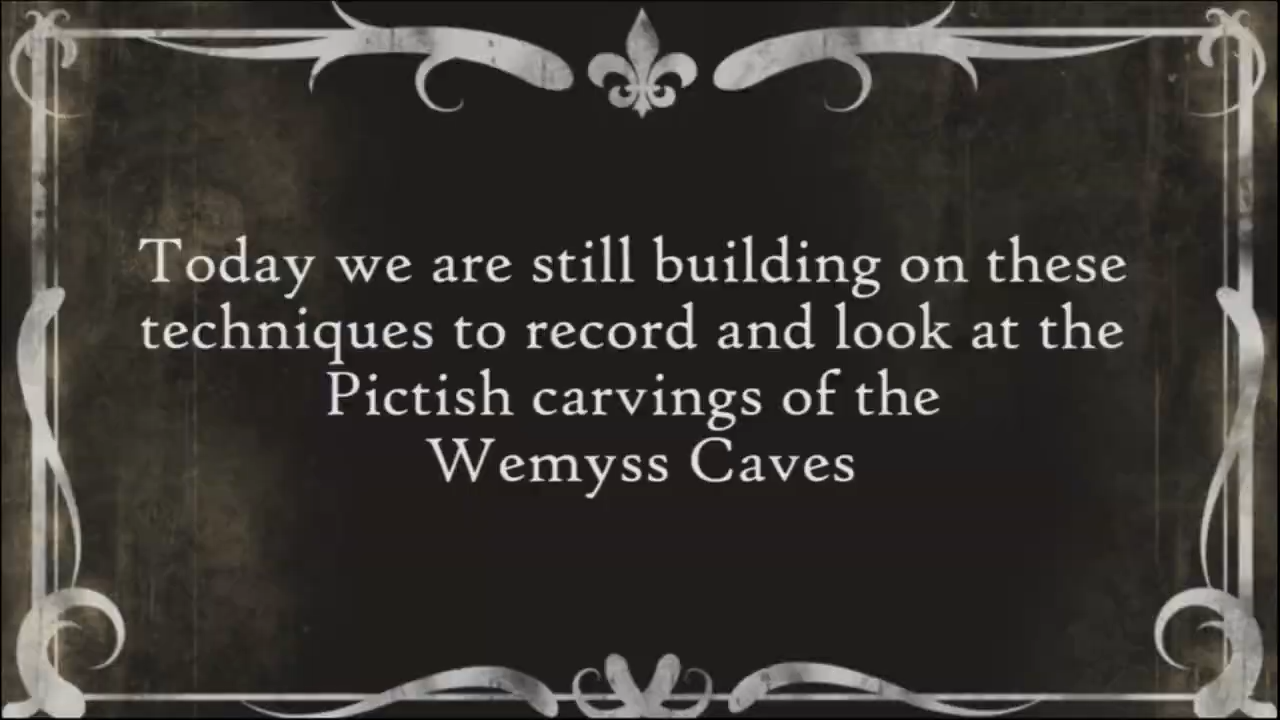 Today we are still building on these
techniques to record and look at the
Pictish carvings of the
Wemyss Caves